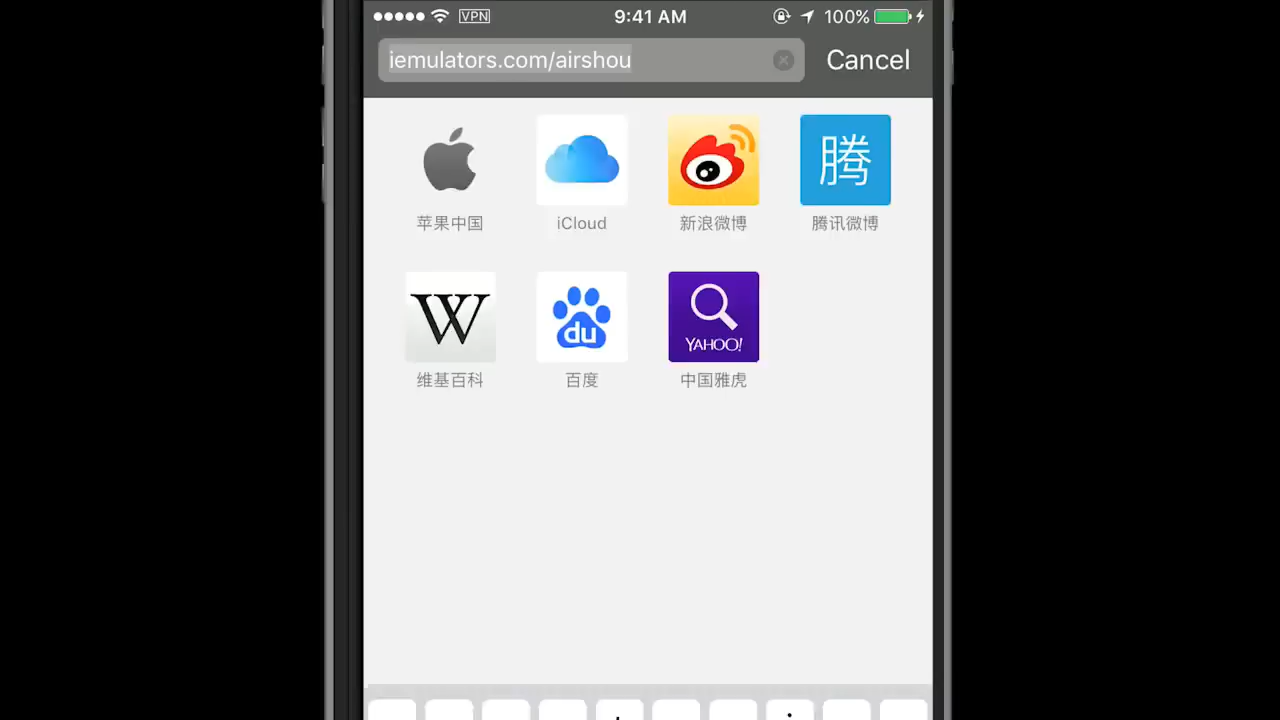 VPN 9:41 AM 100%
iemulators.com/airshou Cancel
腾
苹果中国 iCloud 新浪微博 腾讯微博
W du YAHOO!
维基百科 百度 中国雅虎